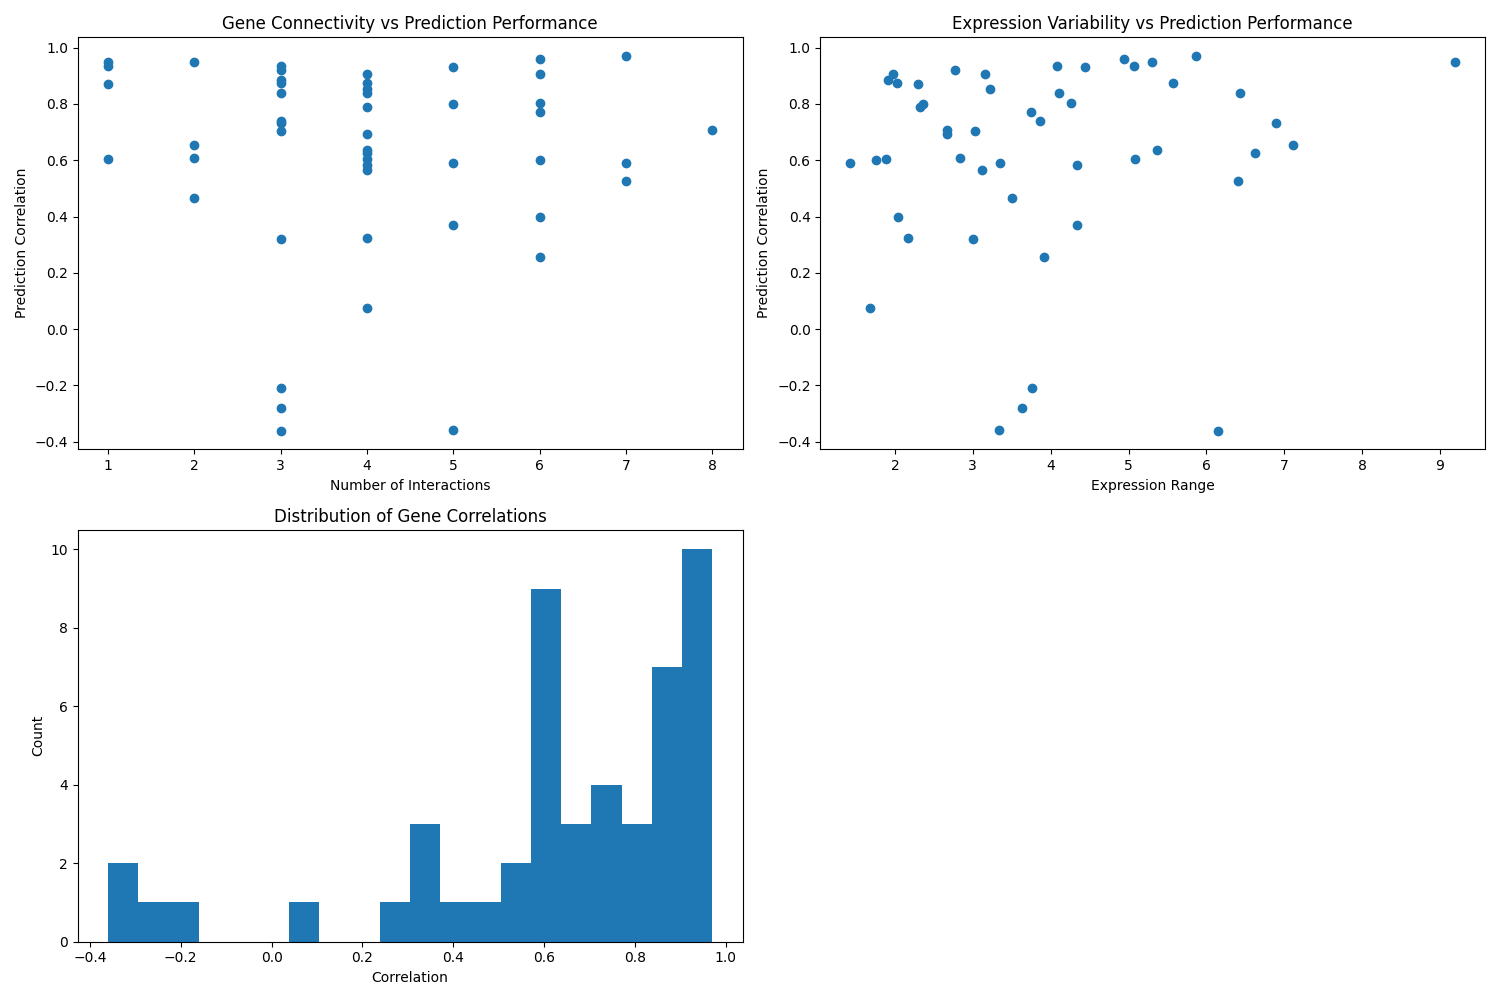 Gene Connectivity vs Prediction Performance
Prediction Correlation
1.0
0.8
0.6
0.4
0.2
0.0
−0.2
−0.4
1 2 3 4 5 6 7 8
Number of Interactions
Expression Variability vs Prediction Performance
Prediction Correlation
1.0
0.8
0.6
0.4
0.2
0.0
−0.2
−0.4
2 3 4 5 6 7 8 9
Expression Range
Distribution of Gene Correlations
Count
10
8
6
4
2
0
−0.4 −0.2 0.0 0.2 0.4 0.6 0.8 1.0
Correlation